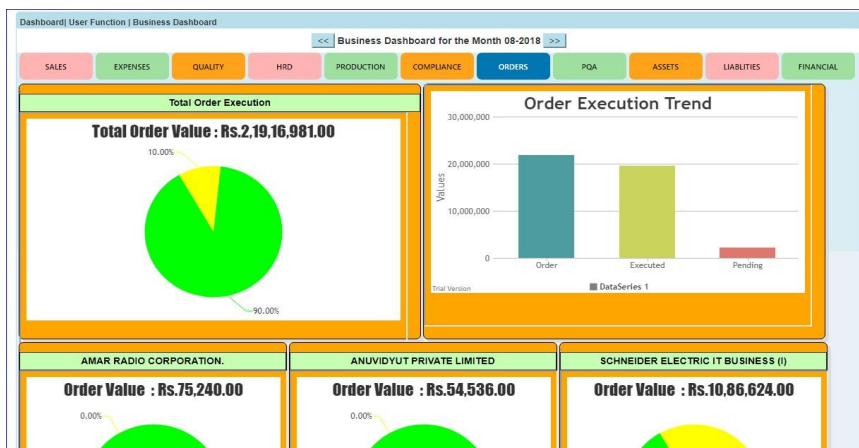 Dashboard| User Function | Business Dashboard
<< Business Dashboard for the Month 08-2018 >>
SALES EXPENSES QUALITY HRD PRODUCTION COMPLIANCE ORDERS PQA ASSETS LIABLITIES FINANCIAL
Total Order Execution
Total Order Value : Rs.2,19,16,981.00
10.00%
90.00%
Order Execution Trend
30,000,000
20,000,000
10,000,000
0
Values
Order Executed Pending
Trial Version
DataSeries 1
AMAR RADIO CORPORATION.
Order Value : Rs.75,240.00
0.00%
ANUVIDYUT PRIVATE LIMITED
Order Value : Rs.54,536.00
0.00%
SCHNEIDER ELECTRIC IT BUSINESS (I)
Order Value : Rs.10,86,624.00